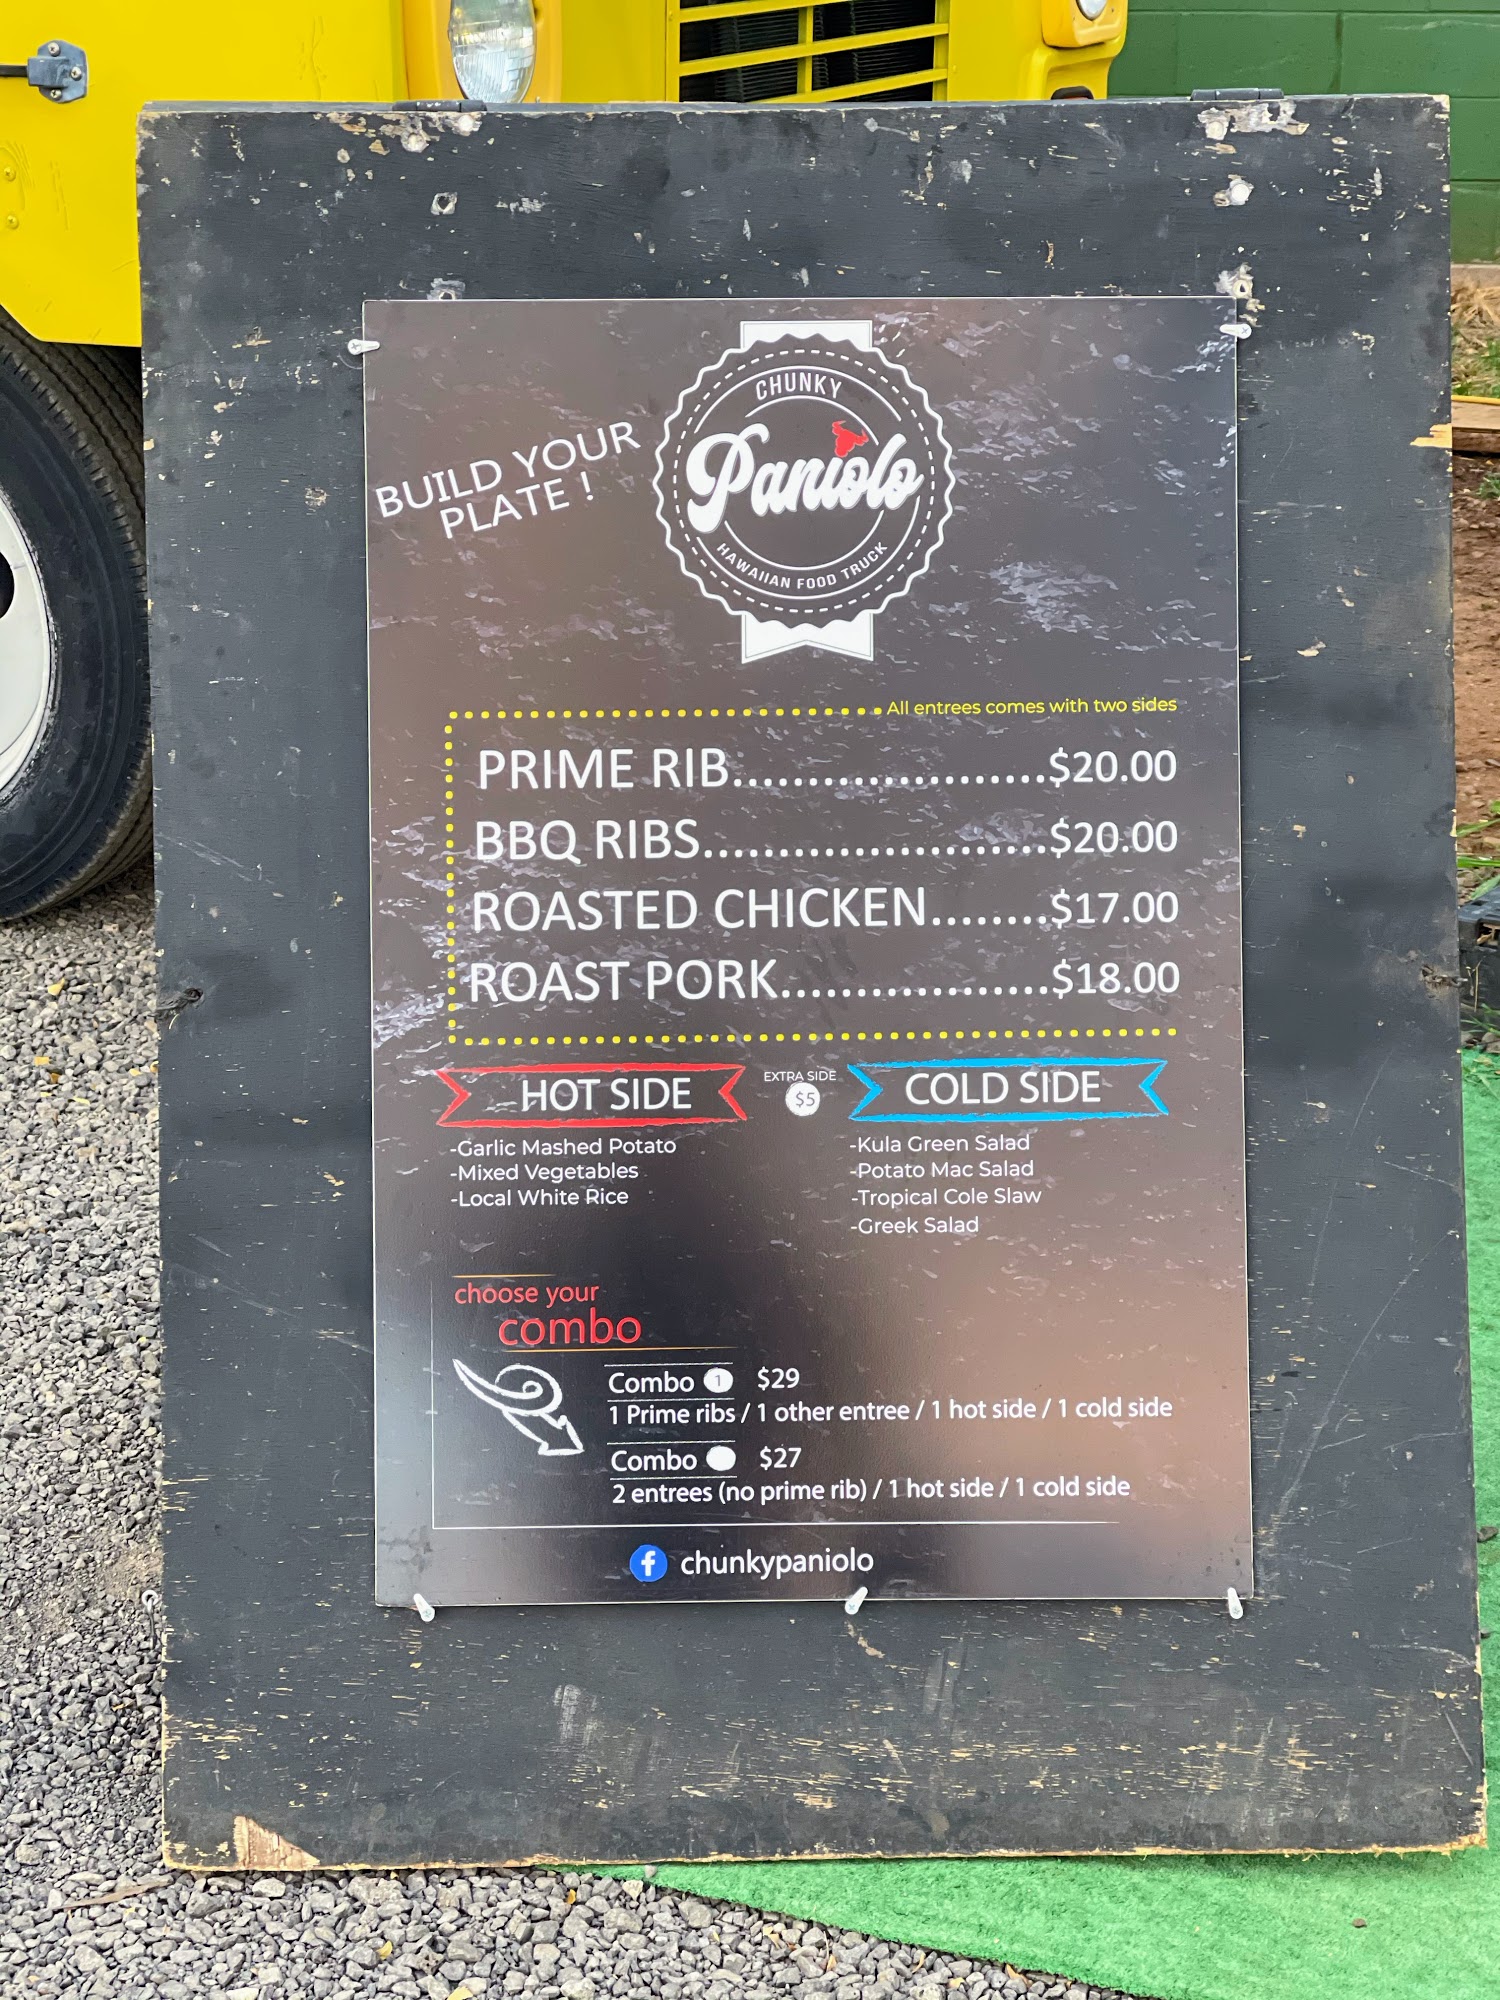 BUILD YOUR
PLATE !
CHUNKY
Paniolo
HAWAIIAN FOOD TRUCK
All entrees comes with two sides
PRIME RIB.....................$20.00
BBQ RIBS.......................$20.00
ROASTED CHICKEN........$17.00
ROAST PORK..................$18.00
HOT SIDE
-Garlic Mashed Potato
-Mixed Vegetables
-Local White Rice
EXTRA SIDE
$5
COLD SIDE
-Kula Green Salad
-Potato Mac Salad
-Tropical Cole Slaw
-Greek Salad
choose your
combo
Combo 1 $29
1 Prime ribs / 1 other entree / 1 hot side / 1 cold side
Combo $27
2 entrees (no prime rib) / 1 hot side / 1 cold side
f chunkypaniolo